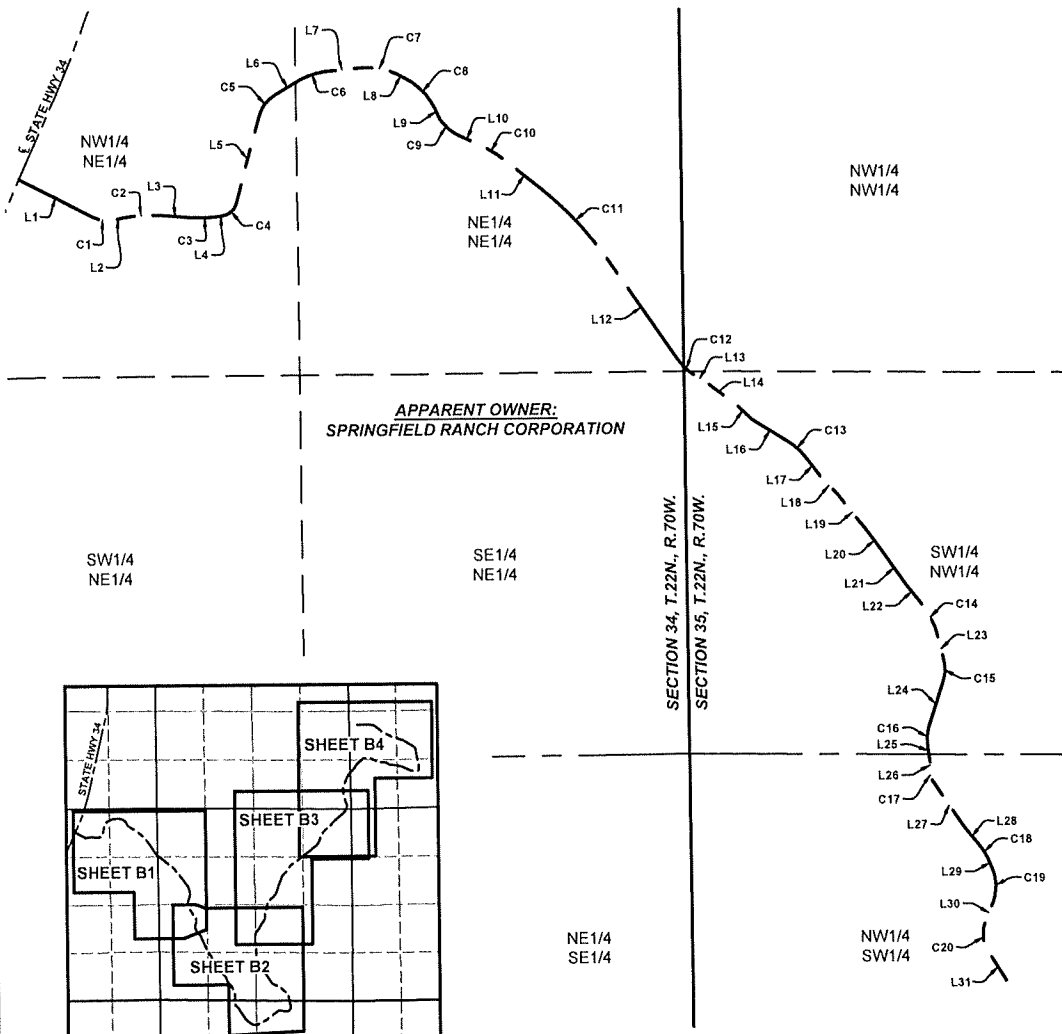 ℄ STATE HWY 34
NW1/4
NE1/4
L1
C1
L2
C2
L3
C3
L4
C4
L5
C5
L6
C6
L7
C7
L8
C8
L9
C9
L10
C10
L11
C11
NE1/4
NE1/4
NW1/4
NW1/4
L12
C12
L13
L14
APPARENT OWNER:
SPRINGFIELD RANCH CORPORATION
L15
L16
C13
L17
L18
L19
L20
L21
L22
SW1/4
NE1/4
SE1/4
NE1/4
SECTION 34, T.22N., R.70W.
SECTION 35, T.22N., R.70W.
SW1/4
NW1/4
C14
L23
C15
L24
C16
L25
L26
C17
L27
L28
C18
L29
C19
L30
C20
L31
NE1/4
SE1/4
NW1/4
SW1/4
STATE HWY 34
SHEET B4
SHEET B3
SHEET B1
SHEET B2